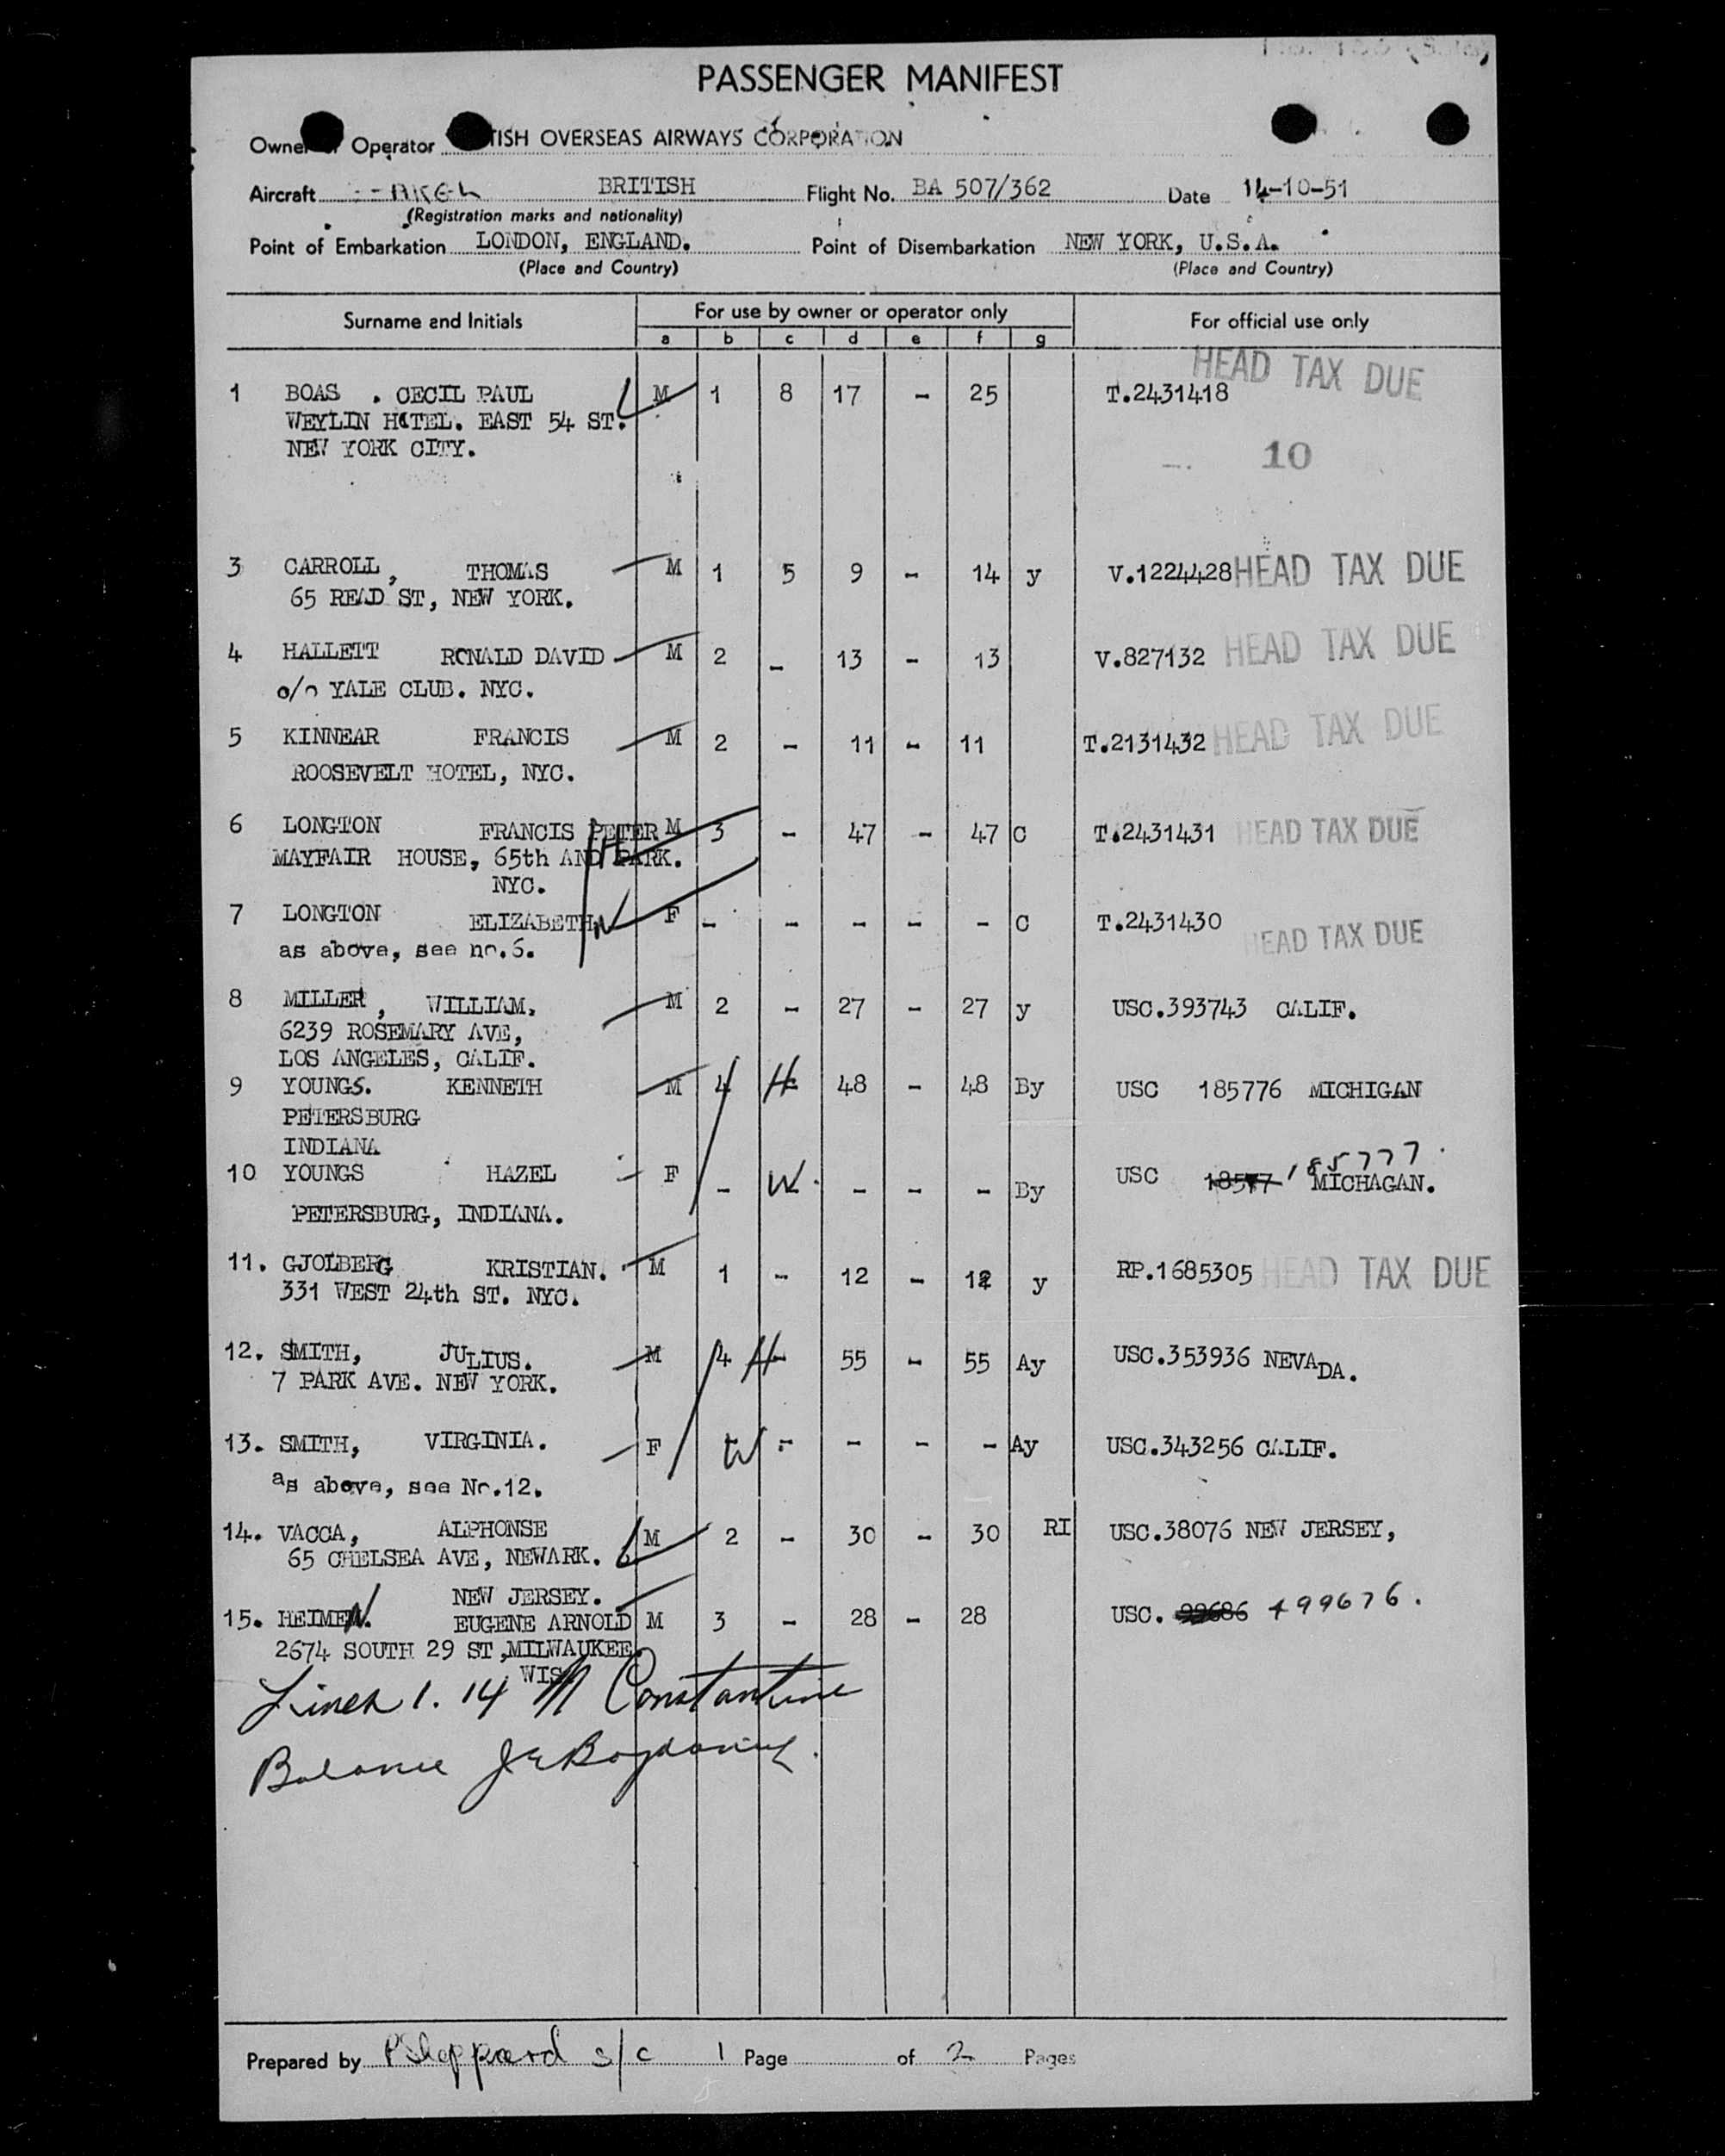 PASSENGER MANIFEST
Owner or Operator TISH OVERSEAS AIRWAYS CORPORATION
Aircraft BRITISH Flight No. BA 507/362 Date 14-10-51
(Registration marks and nationality)
Point of Embarkation LONDON, ENGLAND. Point of Disembarkation NEW YORK, U.S.A.
(Place and Country) (Place and Country)
Surname and Initials For use by owner or operator only For official use only
a b c d e f g
HEAD TAX DUE
1 BOAS . CECIL PAUL M 1 8 17 - 25 T.2431418
WEYLIN HOTEL. EAST 54 ST.
NEW YORK CITY. 10
3 CARROLL, THOMAS M 1 5 9 - 14 y V.1224428 HEAD TAX DUE
65 READ ST, NEW YORK.
4 HALLETT RONALD DAVID M 2 - 13 - 13 V.827132 HEAD TAX DUE
o/o YALE CLUB. NYC.
5 KINNEAR FRANCIS M 2 - 11 - 11 T.2131432 HEAD TAX DUE
ROOSEVELT HOTEL, NYC.
6 LONGTON FRANCIS PETER M 3 - 47 - 47 C T.2431431 HEAD TAX DUE
MAYFAIR HOUSE, 65th AND PARK. H
NYC.
7 LONGTON ELIZABETH W F - - - - - C T.2431430
as above, see no.6. HEAD TAX DUE
8 MILLER, WILLIAM, M 2 - 27 - 27 y USC.393743 CALIF.
6239 ROSEMARY AVE,
LOS ANGELES, CALIF.
9 YOUNGS. KENNETH M 4 H 48 - 48 By USC 185776 MICHIGAN
PETERSBURG
INDIANA
10 YOUNGS HAZEL F - W - - - By USC 18577 185777. MICHAGAN.
PETERSBURG, INDIANA.
11. GJOLBERG KRISTIAN. M 1 - 12 - 12 y RP.1685305 HEAD TAX DUE
331 WEST 24th ST. NYC.
12. SMITH, JULIUS. M 4 H 55 - 55 Ay USC.353936 NEVADA.
7 PARK AVE. NEW YORK.
13. SMITH, VIRGINIA. F W - - - - Ay USC.343256 CALIF.
as above, see No.12.
14. VACCA, ALPHONSE M 2 - 30 - 30 RI USC.38076 NEW JERSEY,
65 CHELSEA AVE, NEWARK.
NEW JERSEY.
15. HEIMEN. EUGENE ARNOLD M 3 - 28 - 28 USC. 99686 499676.
2674 SOUTH 29 ST, MILWAUKEE
WIS
Lines 1. 14 M Constantine
Balance
Prepared by PSheppard s/c 1 Page of 2 Pages